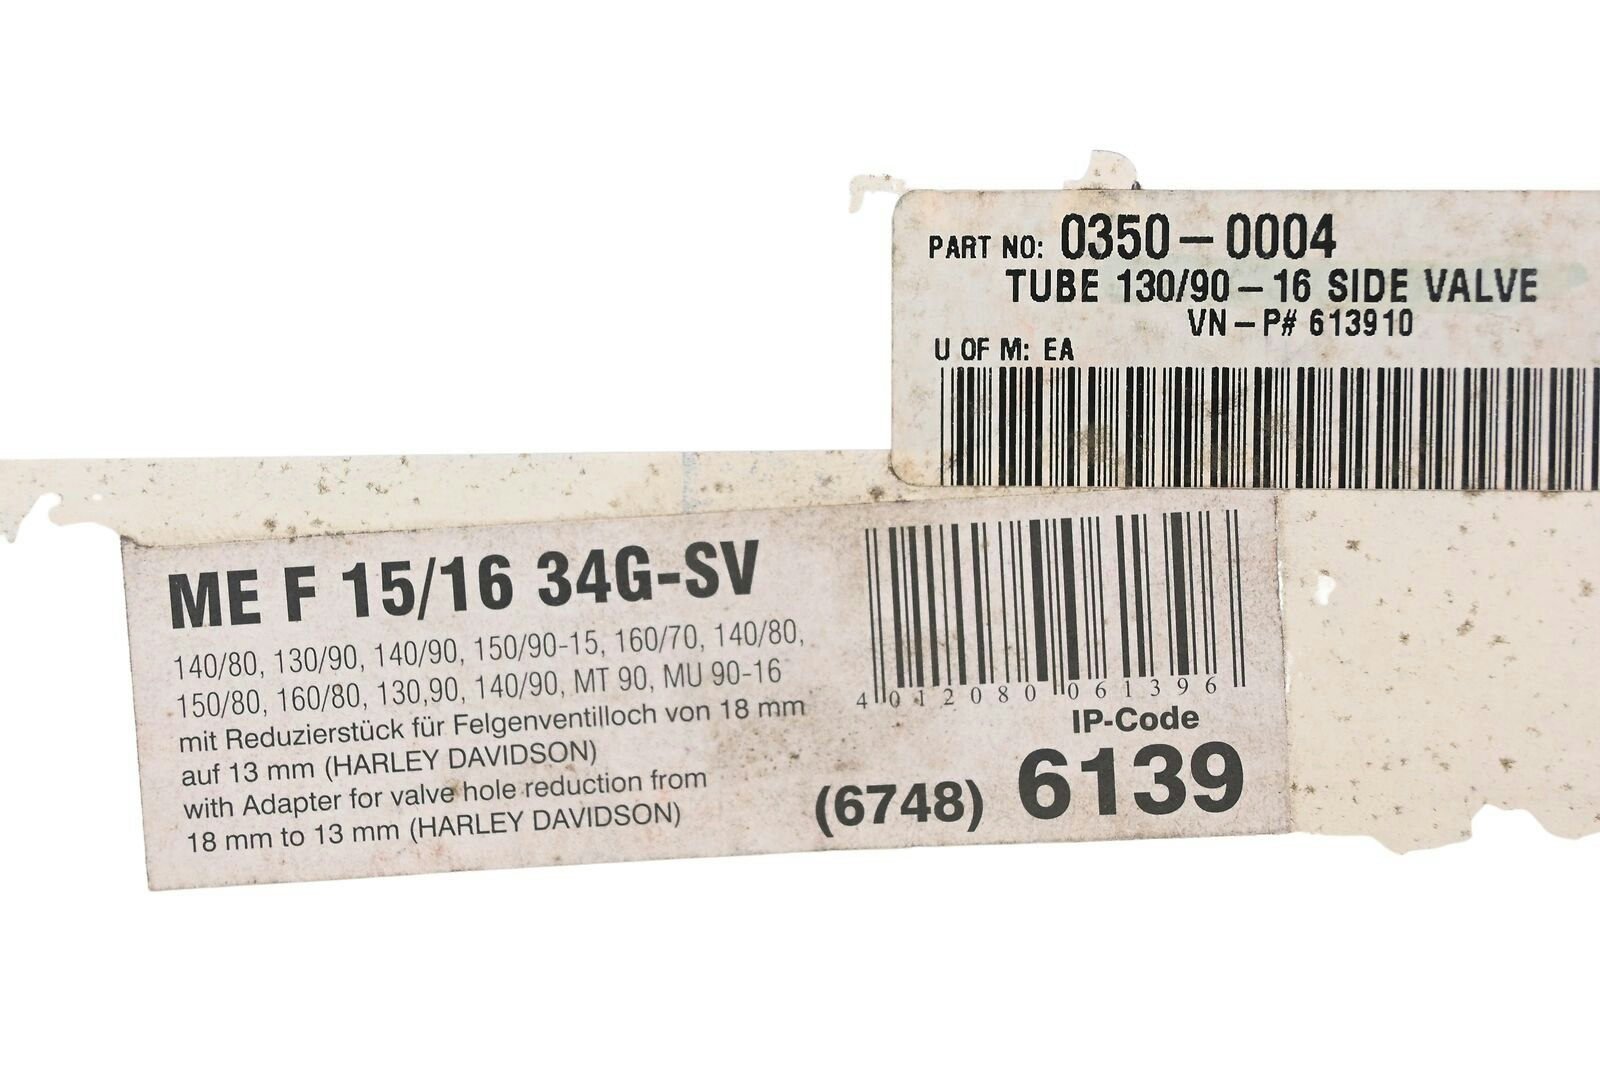 PART NO: 0350-0004
TUBE 130/90-16 SIDE VALVE
VN-P# 613910
U OF M: EA
ME F 15/16 34G-SV
140/80, 130/90, 140/90, 150/90-15, 160/70, 140/80,
150/80, 160/80, 130,90, 140/90, MT 90, MU 90-16
mit Reduzierstück für Felgenventilloch von 18 mm
auf 13 mm (HARLEY DAVIDSON)
with Adapter for valve hole reduction from
18 mm to 13 mm (HARLEY DAVIDSON)
4 012080 061396
IP-Code
(6748) 6139